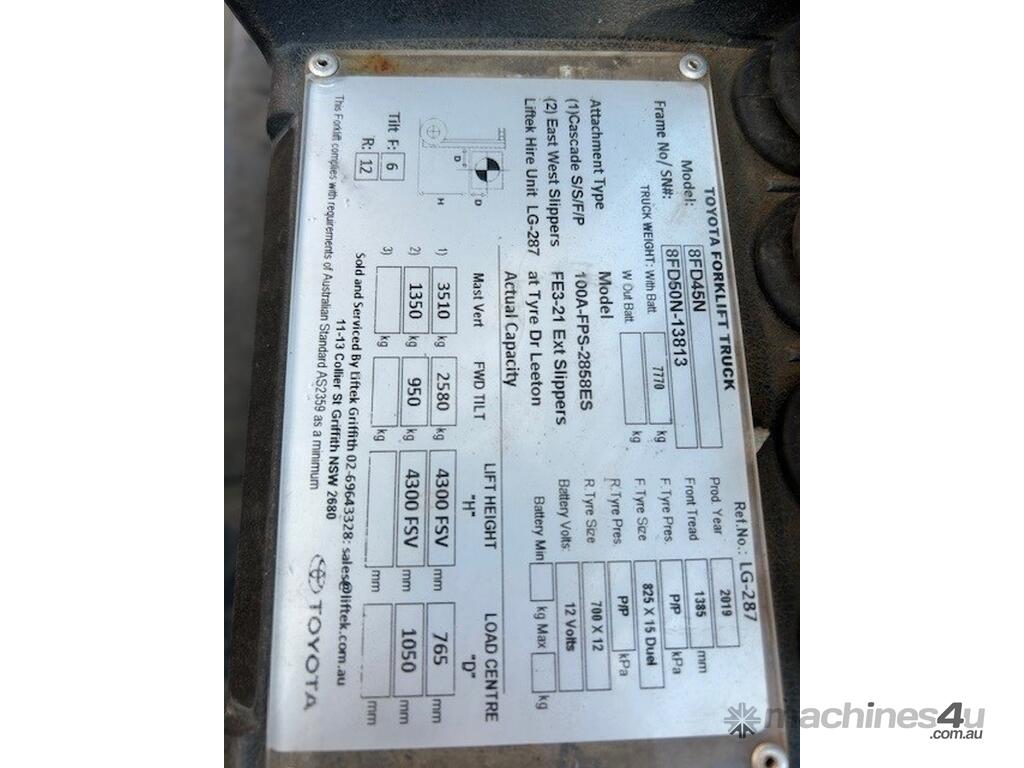 TOYOTA FORKLIFT TRUCK
Ref.No.: LG-287
Model: 8FD45N
Prod. Year 2019
Frame No/ SN#: 8FD50N-13813
Front Tread 1385 mm
TRUCK WEIGHT: With Batt. 7770 kg
F.Tyre Pres. P/P kPa
W Out Batt. kg
F.Tyre Size 825 X 15 Duel
Attachment Type Model
R.Tyre Pres. P/P kPa
(1)Cascade S/S/F/P 100A-FPS-2858ES
R.Tyre Size 700 X 12
(2) East West Slippers FE3-21 Ext Slippers
Battery Volts: 12 Volts
Liftek Hire Unit LG-287 at Tyre Dr Leeton
Battery Min kg Max kg
Actual Capacity
Mast Vert FWD TILT LIFT HEIGHT "H" LOAD CENTRE "D"
1) 3510 kg 2580 kg 4300 FSV mm 765 mm
2) 1350 kg 950 kg 4300 FSV mm 1050 mm
3) kg kg mm mm
D
D
H
Tilt F: 6
R: 12
Sold and Serviced By Liftek Griffith 02-69643328: sales@liftek.com.au
11-13 Collier St Griffith NSW 2680
This Forklift complies with requirements of Australian Standard AS2359 as a minimum
TOYOTA
machines4u
.com.au